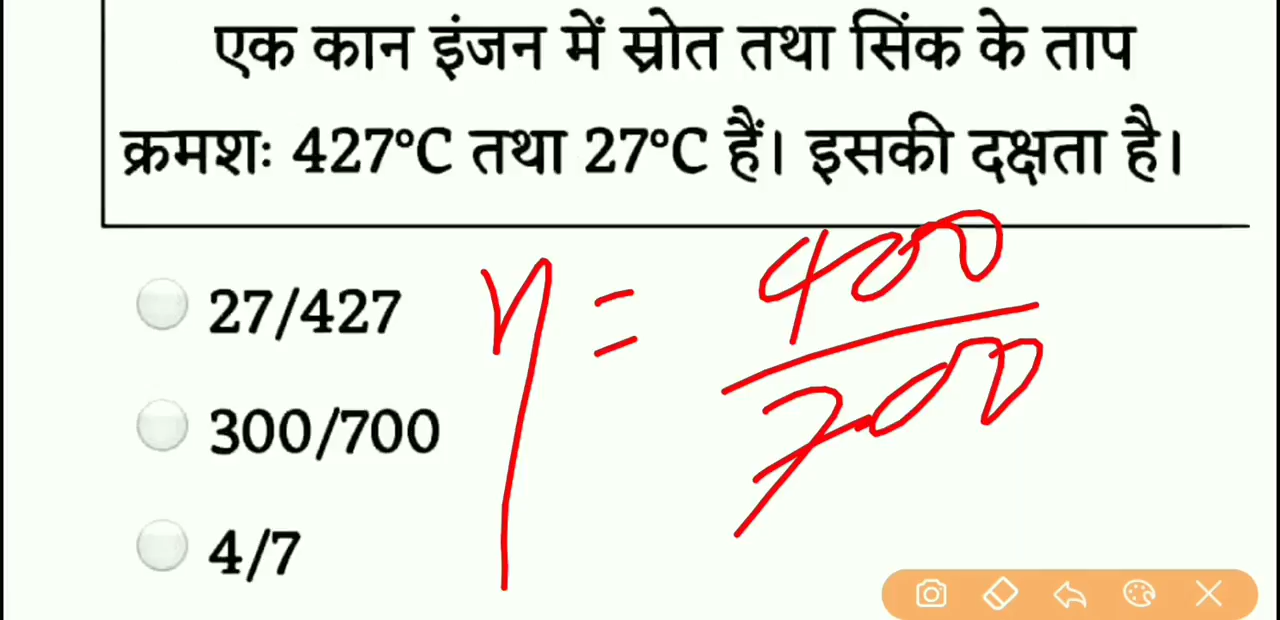 एक कान इंजन में स्रोत तथा सिंक के ताप
क्रमशः 427°C तथा 27°C हैं। इसकी दक्षता है।
27/427
300/700
4/7
η = 400/700